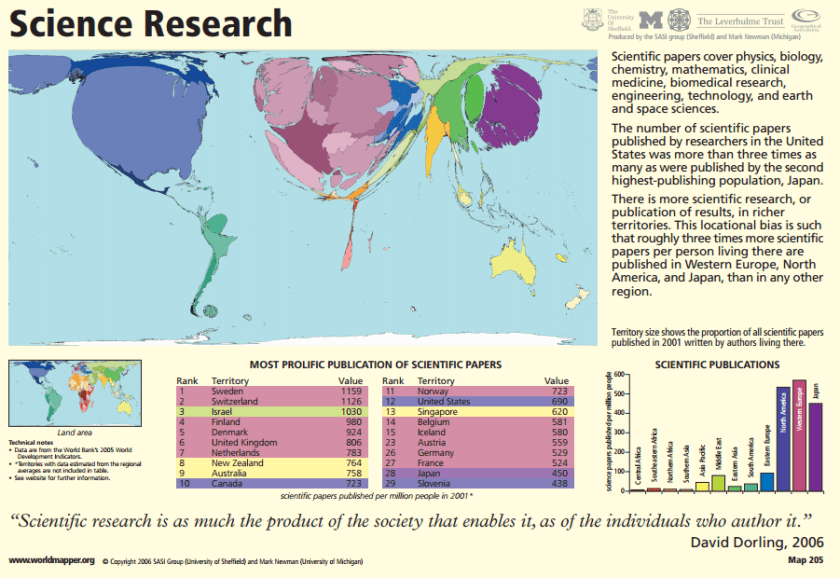 Science Research
The
University
Of
Sheffield.
M
The Leverhulme Trust
Geographical
Association
Produced by the SASI group (Sheffield) and Mark Newman (Michigan)
Scientific papers cover physics, biology,
chemistry, mathematics, clinical
medicine, biomedical research,
engineering, technology, and earth
and space sciences.
The number of scientific papers
published by researchers in the United
States was more than three times as
many as were published by the second
highest-publishing population, Japan.
There is more scientific research, or
publication of results, in richer
territories. This locational bias is such
that roughly three times more scientific
papers per person living there are
published in Western Europe, North
America, and Japan, than in any other
region.
Territory size shows the proportion of all scientific papers
published in 2001 written by authors living there.
Land area
Technical notes
• Data are from the World Bank's 2005 World
Development Indicators.
• *Territories with data estimated from the regional
averages are not included in table.
• See website for further information.
MOST PROLIFIC PUBLICATION OF SCIENTIFIC PAPERS
Rank Territory Value Rank Territory Value
1 Sweden 1159 11 Norway 723
2 Switzerland 1126 12 United States 690
3 Israel 1030 13 Singapore 620
4 Finland 980 14 Belgium 581
5 Denmark 924 15 Iceland 580
6 United Kingdom 806 23 Austria 559
7 Netherlands 783 26 Germany 529
8 New Zealand 764 27 France 524
9 Australia 758 28 Japan 450
10 Canada 723 29 Slovenia 438
scientific papers published per million people in 2001*
SCIENTIFIC PUBLICATIONS
science papers published per million people
600
500
400
300
200
100
0
Central Africa
Southeastern Africa
Northern Africa
Southern Asia
Asia Pacific
Middle East
Eastern Asia
South America
Eastern Europe
North America
Western Europe
Japan
“Scientific research is as much the product of the society that enables it, as of the individuals who author it.”
David Dorling, 2006
www.worldmapper.org © Copyright 2006 SASI Group (University of Sheffield) and Mark Newman (University of Michigan)
Map 205